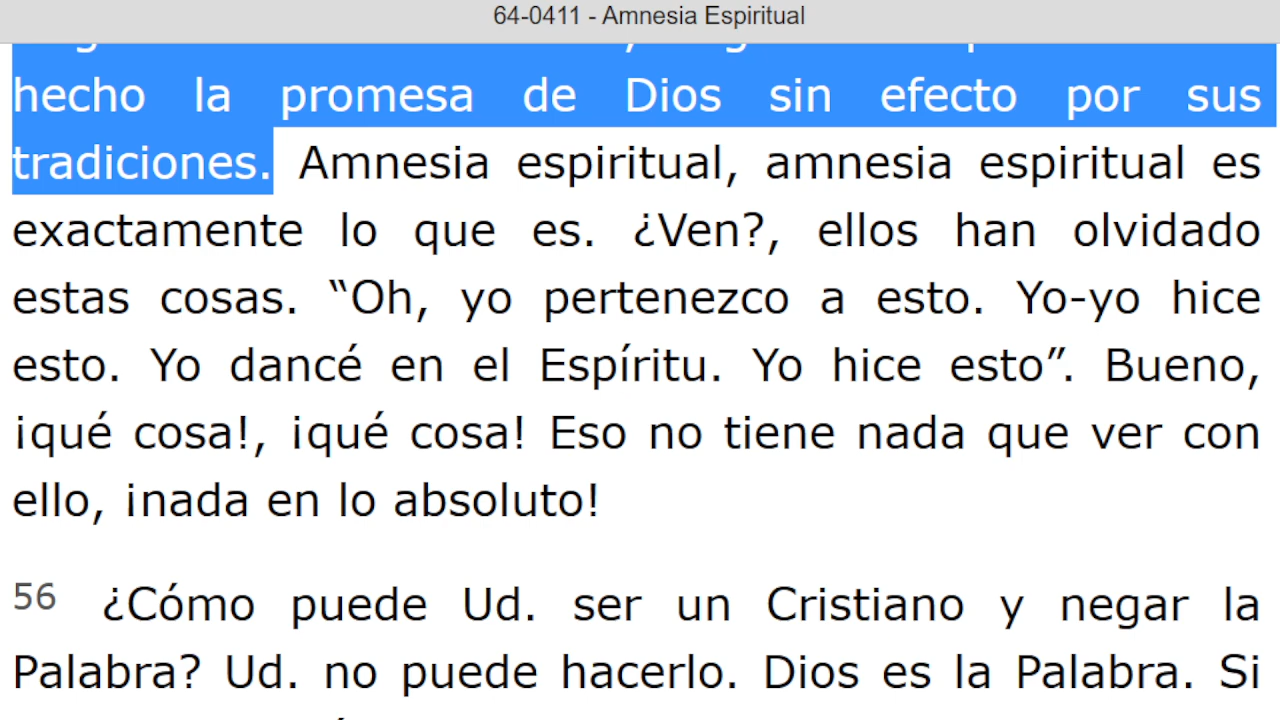 64-0411 - Amnesia Espiritual
hecho la promesa de Dios sin efecto por sus
tradiciones. Amnesia espiritual, amnesia espiritual es
exactamente lo que es. ¿Ven?, ellos han olvidado
estas cosas. “Oh, yo pertenezco a esto. Yo-yo hice
esto. Yo dancé en el Espíritu. Yo hice esto”. Bueno,
¡qué cosa!, ¡qué cosa! Eso no tiene nada que ver con
ello, ¡nada en lo absoluto!
56 ¿Cómo puede Ud. ser un Cristiano y negar la
Palabra? Ud. no puede hacerlo. Dios es la Palabra. Si